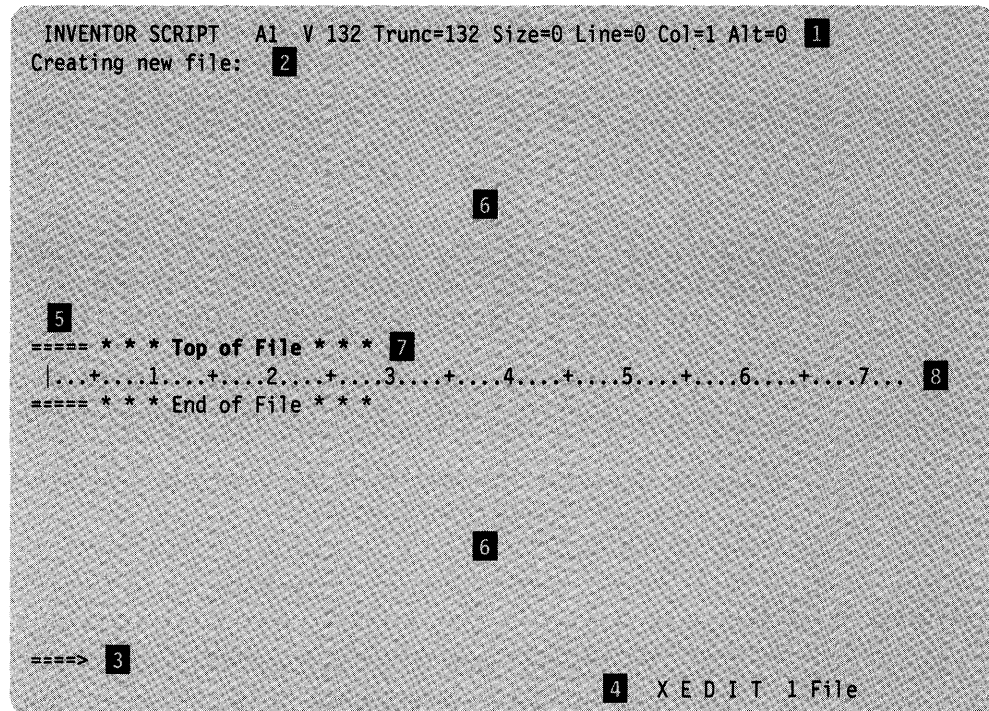 INVENTOR SCRIPT   A1  V 132 Trunc=132 Size=0 Line=0 Col=1 Alt=0 1
Creating new file: 2
6
5
===== * * * Top of File * * * 7
|...+....1....+....2....+....3....+....4....+....5....+....6....+....7... 8
===== * * * End of File * * *
6
====> 3
4 X E D I T 1 File